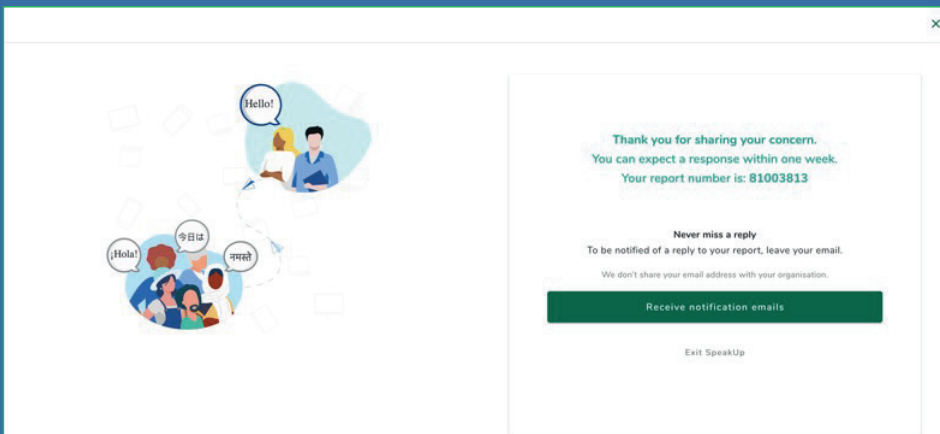 Hello!
今日は
¡Hola!
नमस्ते
Thank you for sharing your concern.
You can expect a response within one week.
Your report number is: 81003813
Never miss a reply
To be notified of a reply to your report, leave your email.
We don't share your email address with your organisation.
Receive notification emails
Exit SpeakUp